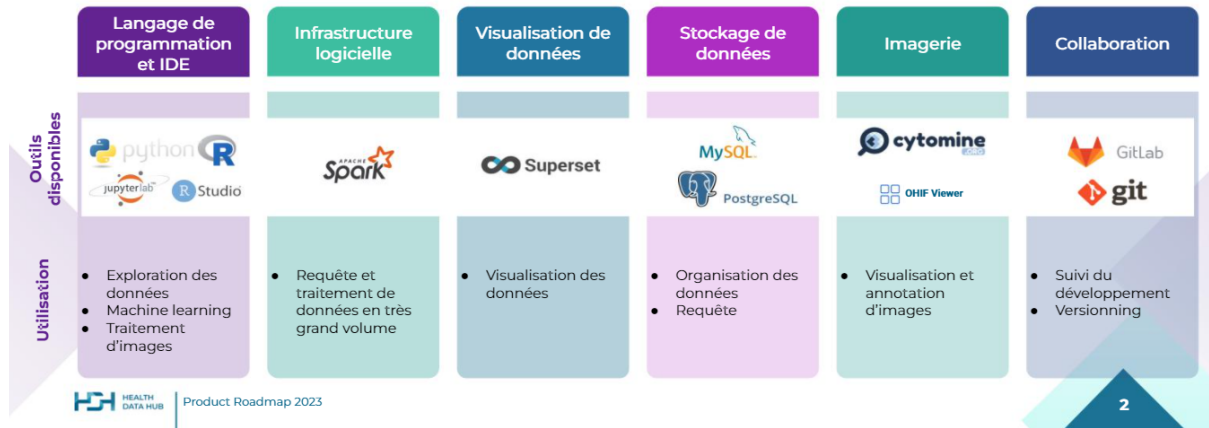 Langage de
programmation
et IDE
Infrastructure
logicielle
Visualisation de
données
Stockage de
données
Imagerie
Collaboration
Outils
disponibles
python R
jupyterlab R Studio
APACHE
Spark
Superset
MySQL
PostgreSQL
cytomine
OHIF Viewer
GitLab
git
Utilisation
● Exploration des
données
● Machine learning
● Traitement
d'images
● Requête et
traitement de
données en très
grand volume
● Visualisation des
données
● Organisation des
données
● Requête
● Visualisation et
annotation
d'images
● Suivi du
développement
● Versionning
HDH HEALTH
DATA HUB
Product Roadmap 2023
2